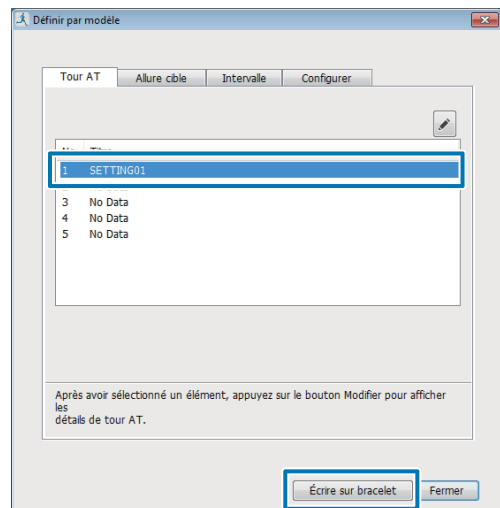 Définir par modèle
Tour AT Allure cible Intervalle Configurer
1 SETTING01
3 No Data
4 No Data
5 No Data
Après avoir sélectionné un élément, appuyez sur le bouton Modifier pour afficher
les
détails de tour AT.
Écrire sur bracelet Fermer